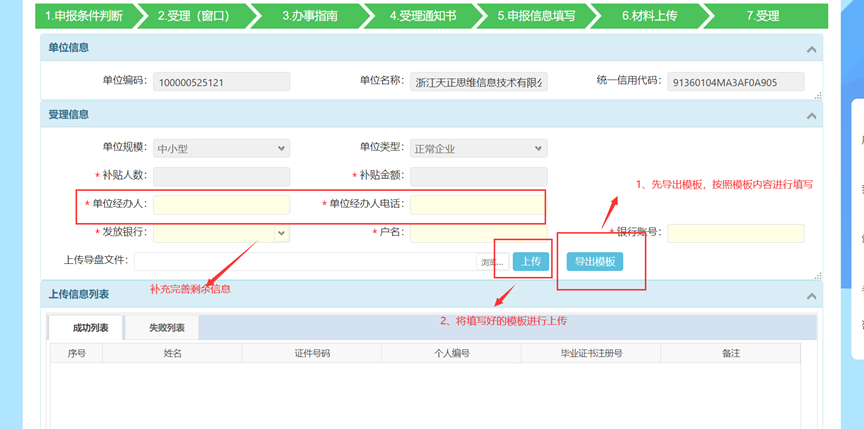 1.申报条件判断 2.受理（窗口） 3.办事指南 4.受理通知书 5.申报信息填写 6.材料上传 7.受理
单位信息
单位编码： 100000525121 单位名称： 浙江天正思维信息技术有限公 统一信用代码： 91360104MA3AF0A905
受理信息
单位规模： 中小型 单位类型： 正常企业
* 补贴人数： * 补贴金额：
1、先导出模板，按照模板内容进行填写
* 单位经办人： * 单位经办人电话：
* 发放银行： * 户名： * 银行账号：
上传导盘文件： 浏览... 上传 导出模板
补充完善剩余信息
上传信息列表
2、将填写好的模板进行上传
成功列表 失败列表
序号 姓名 证件号码 个人编号 毕业证书注册号 备注